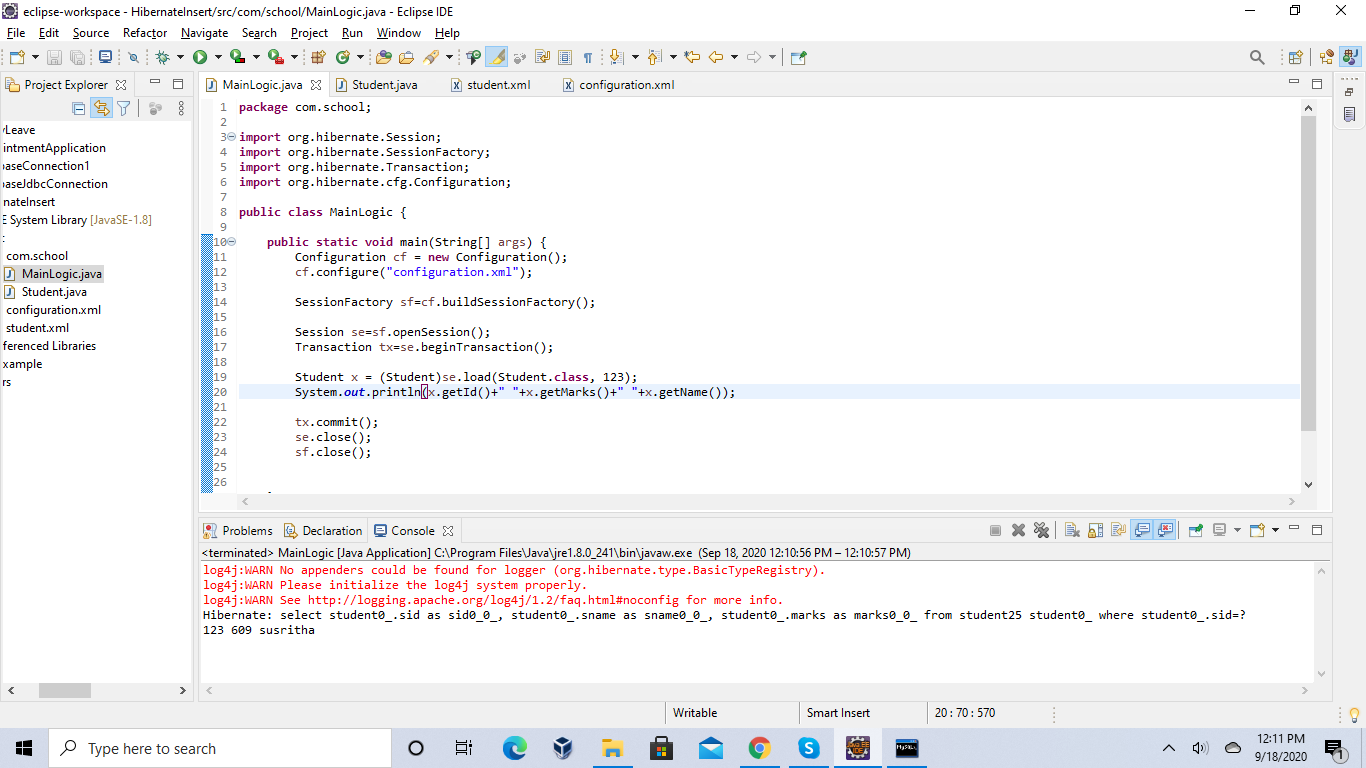 eclipse-workspace - HibernateInsert/src/com/school/MainLogic.java - Eclipse IDE
File Edit Source Refactor Navigate Search Project Run Window Help
Project Explorer
yLeave
intmentApplication
baseConnection1
baseJdbcConnection
rnateInsert
E System Library [JavaSE-1.8]
c
com.school
MainLogic.java
Student.java
configuration.xml
student.xml
ferenced Libraries
xample
rs
MainLogic.java Student.java student.xml configuration.xml
1 package com.school;
2
3 import org.hibernate.Session;
4 import org.hibernate.SessionFactory;
5 import org.hibernate.Transaction;
6 import org.hibernate.cfg.Configuration;
7
8 public class MainLogic {
9
10 public static void main(String[] args) {
11 Configuration cf = new Configuration();
12 cf.configure("configuration.xml");
13
14 SessionFactory sf=cf.buildSessionFactory();
15
16 Session se=sf.openSession();
17 Transaction tx=se.beginTransaction();
18
19 Student x = (Student)se.load(Student.class, 123);
20 System.out.println(x.getId()+" "+x.getMarks()+" "+x.getName());
21
22 tx.commit();
23 se.close();
24 sf.close();
25
26
Problems Declaration Console
<terminated> MainLogic [Java Application] C:\Program Files\Java\jre1.8.0_241\bin\javaw.exe (Sep 18, 2020 12:10:56 PM – 12:10:57 PM)
log4j:WARN No appenders could be found for logger (org.hibernate.type.BasicTypeRegistry).
log4j:WARN Please initialize the log4j system properly.
log4j:WARN See http://logging.apache.org/log4j/1.2/faq.html#noconfig for more info.
Hibernate: select student0_.sid as sid0_0_, student0_.sname as sname0_0_, student0_.marks as marks0_0_ from student25 student0_ where student0_.sid=?
123 609 susritha
Writable Smart Insert 20 : 70 : 570
Type here to search
12:11 PM
9/18/2020
1